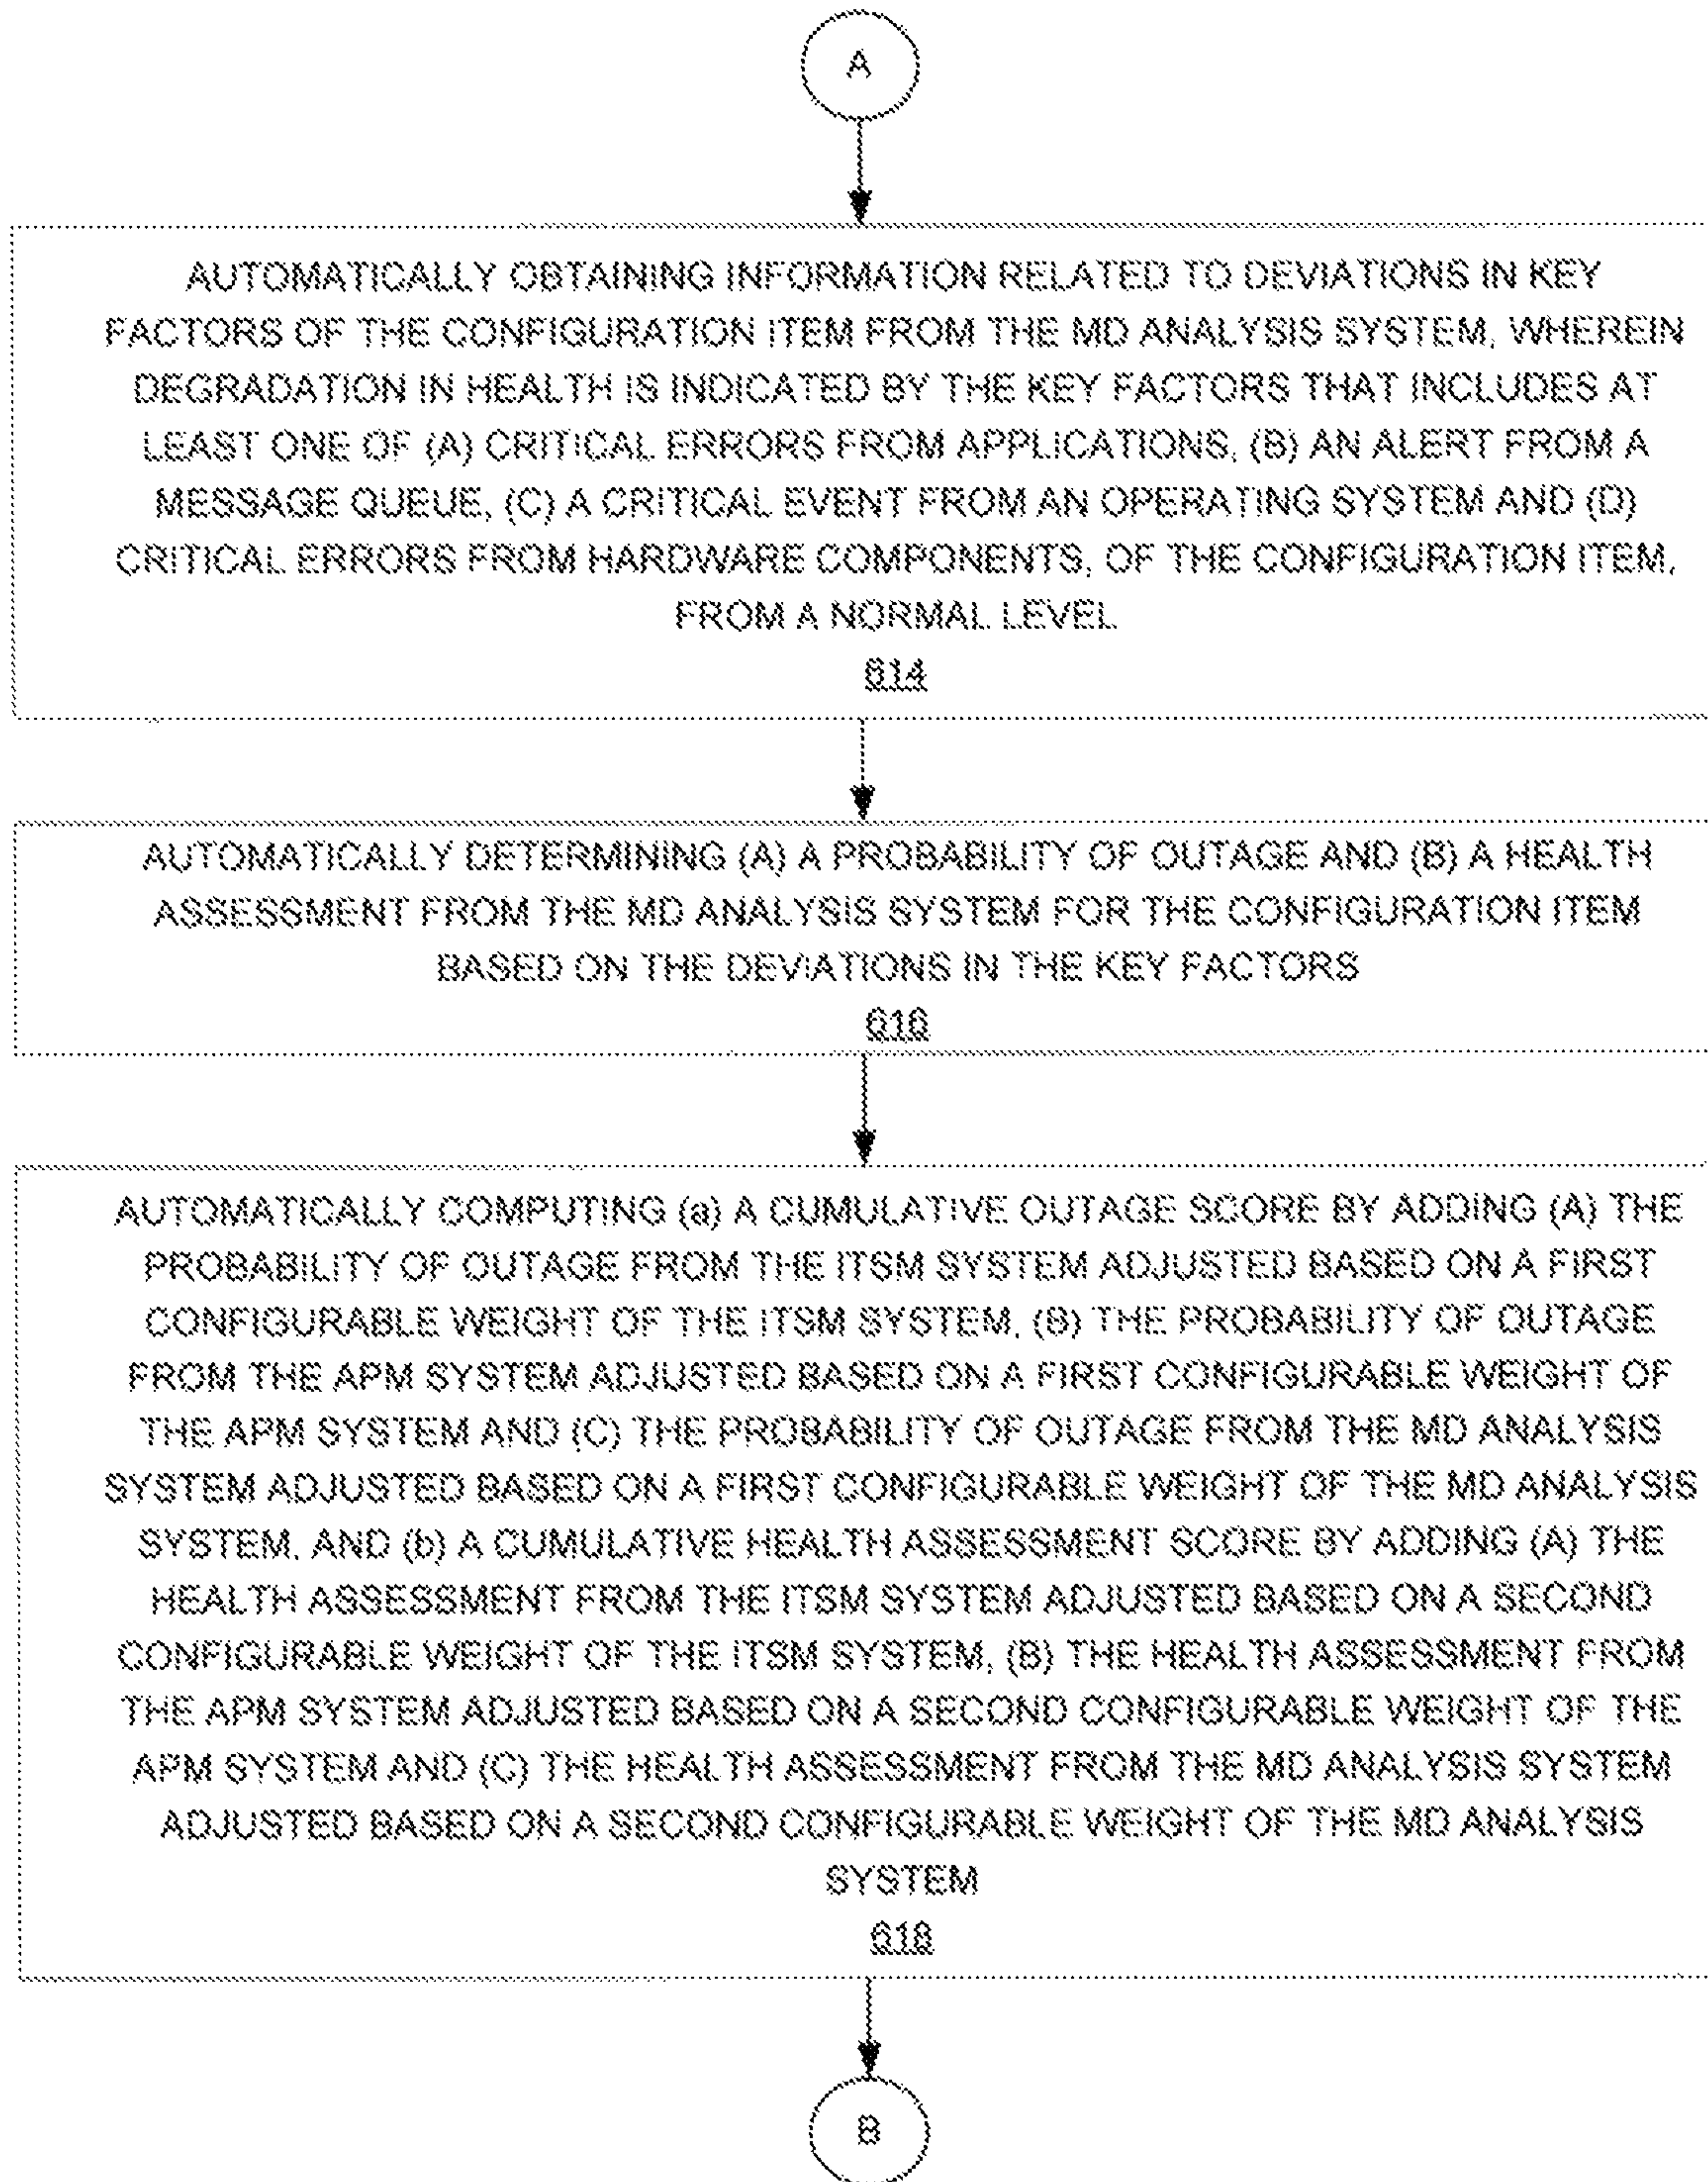 A
AUTOMATICALLY OBTAINING INFORMATION RELATED TO DEVIATIONS IN KEY
FACTORS OF THE CONFIGURATION ITEM FROM THE MD ANALYSIS SYSTEM, WHEREIN
DEGRADATION IN HEALTH IS INDICATED BY THE KEY FACTORS THAT INCLUDES AT
LEAST ONE OF (A) CRITICAL ERRORS FROM APPLICATIONS, (B) AN ALERT FROM A
MESSAGE QUEUE, (C) A CRITICAL EVENT FROM AN OPERATING SYSTEM AND (D)
CRITICAL ERRORS FROM HARDWARE COMPONENTS, OF THE CONFIGURATION ITEM,
FROM A NORMAL LEVEL
614
AUTOMATICALLY DETERMINING (A) A PROBABILITY OF OUTAGE AND (B) A HEALTH
ASSESSMENT FROM THE MD ANALYSIS SYSTEM FOR THE CONFIGURATION ITEM
BASED ON THE DEVIATIONS IN THE KEY FACTORS
616
AUTOMATICALLY COMPUTING (a) A CUMULATIVE OUTAGE SCORE BY ADDING (A) THE
PROBABILITY OF OUTAGE FROM THE ITSM SYSTEM ADJUSTED BASED ON A FIRST
CONFIGURABLE WEIGHT OF THE ITSM SYSTEM, (B) THE PROBABILITY OF OUTAGE
FROM THE APM SYSTEM ADJUSTED BASED ON A FIRST CONFIGURABLE WEIGHT OF
THE APM SYSTEM AND (C) THE PROBABILITY OF OUTAGE FROM THE MD ANALYSIS
SYSTEM ADJUSTED BASED ON A FIRST CONFIGURABLE WEIGHT OF THE MD ANALYSIS
SYSTEM, AND (b) A CUMULATIVE HEALTH ASSESSMENT SCORE BY ADDING (A) THE
HEALTH ASSESSMENT FROM THE ITSM SYSTEM ADJUSTED BASED ON A SECOND
CONFIGURABLE WEIGHT OF THE ITSM SYSTEM, (B) THE HEALTH ASSESSMENT FROM
THE APM SYSTEM ADJUSTED BASED ON A SECOND CONFIGURABLE WEIGHT OF THE
APM SYSTEM AND (C) THE HEALTH ASSESSMENT FROM THE MD ANALYSIS SYSTEM
ADJUSTED BASED ON A SECOND CONFIGURABLE WEIGHT OF THE MD ANALYSIS
SYSTEM
618
B